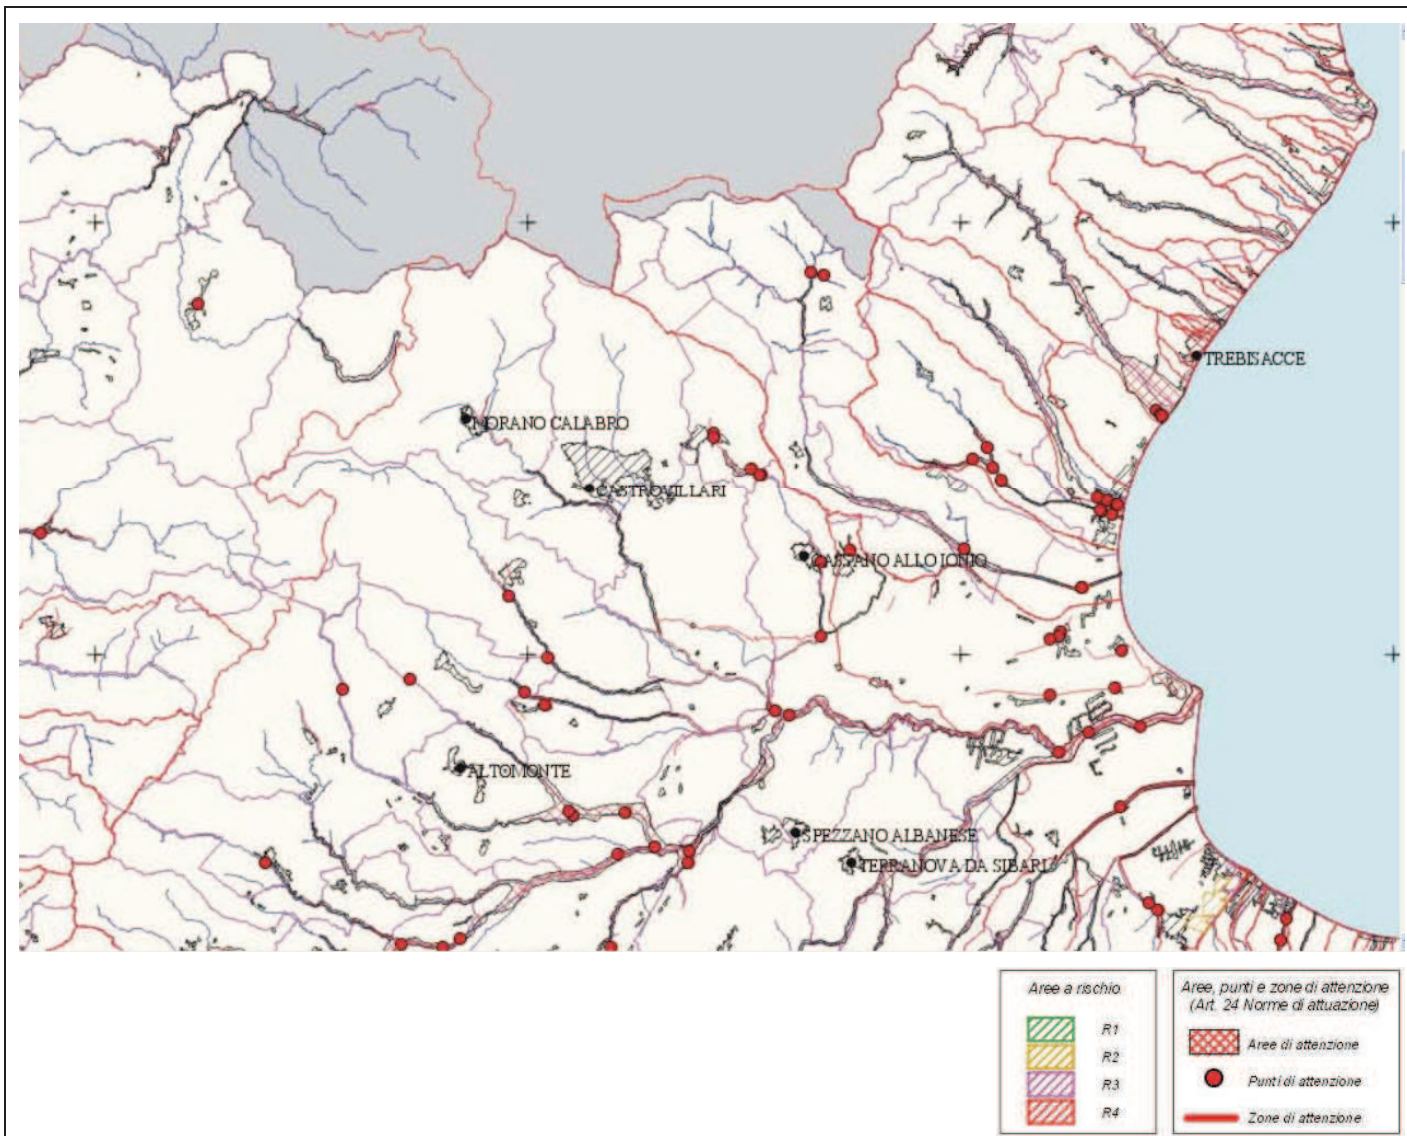 TREBISACCE
MORANO CALABRO
CASTROVILLARI
CASSANO ALLO IONIO
ALTOMONTE
SPEZZANO ALBANESE
TERRANOVA DA SIBARI
Aree a rischio
R1
R2
R3
R4
Aree, punti e zone di attenzione
(Art. 24 Norme di attuazione)
Aree di attenzione
Punti di attenzione
Zone di attenzione